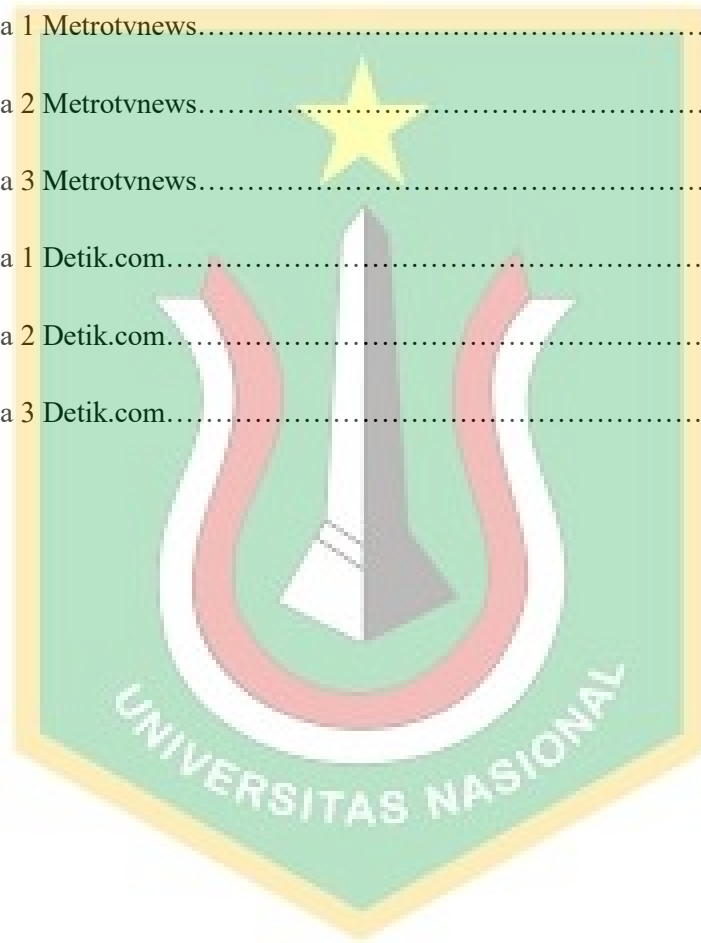 a 1 Metrotvnews……………………………………………
a 2 Metrotvnews……………………………………………
a 3 Metrotvnews……………………………………………
a 1 Detik.com………………………………………………
a 2 Detik.com………………………………………………
a 3 Detik.com………………………………………………
UNIVERSITAS NASIONAL